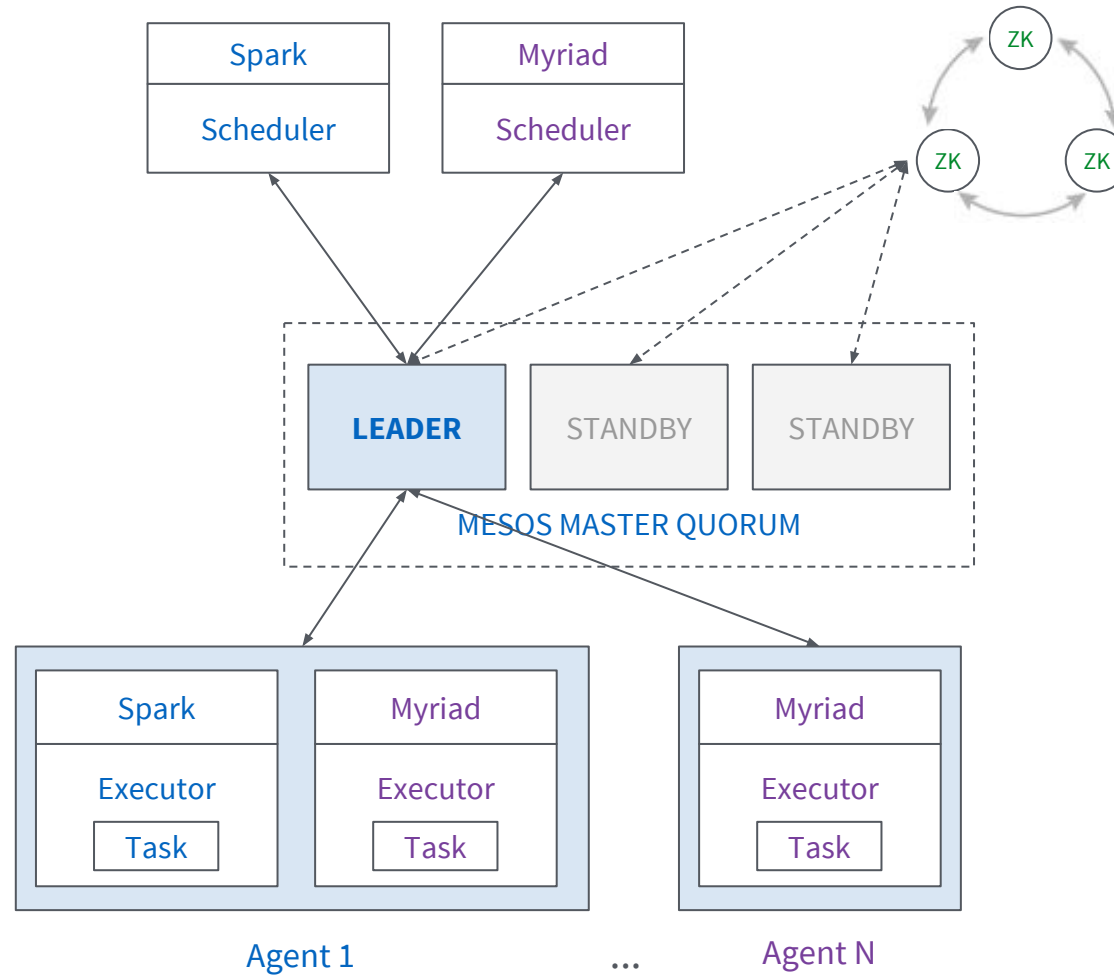 Spark
Scheduler
Myriad
Scheduler
ZK
ZK
ZK
LEADER
STANDBY
STANDBY
MESOS MASTER QUORUM
Spark
Executor
Task
Myriad
Executor
Task
Myriad
Executor
Task
Agent 1
...
Agent N